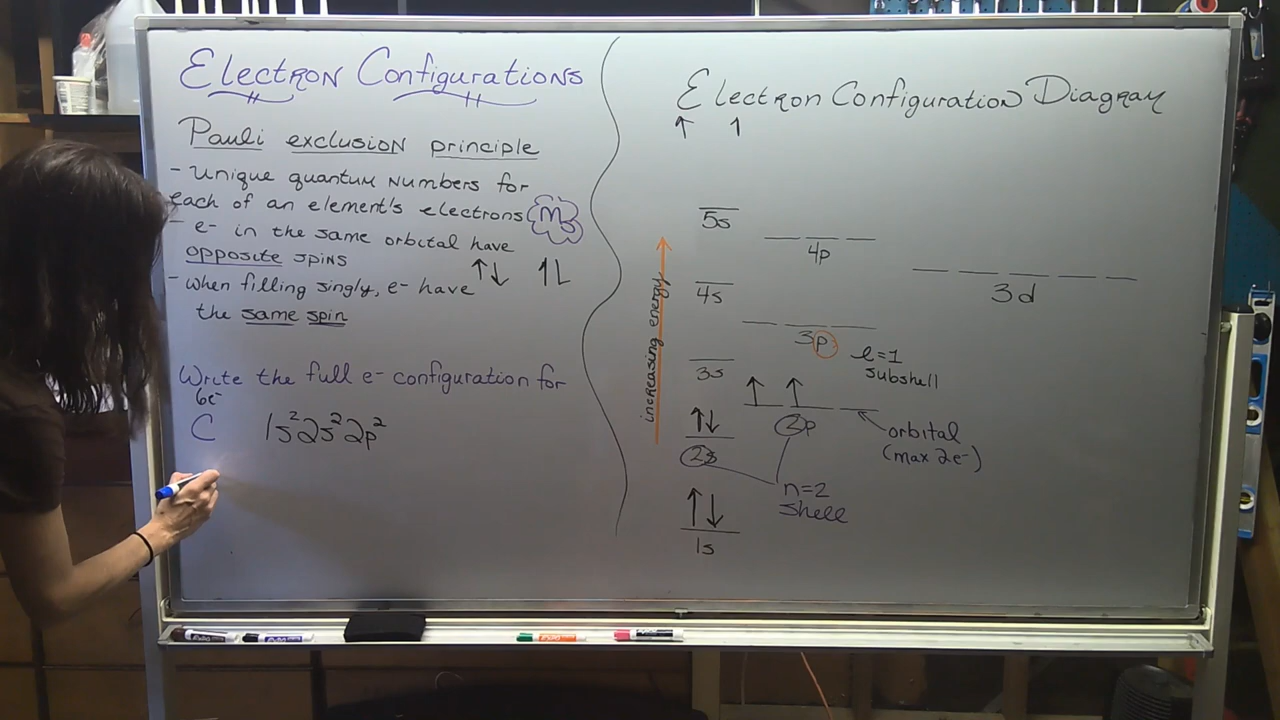 Electron Configurations
Pauli exclusion principle
- Unique quantum numbers for
each of an element's electrons ms
- e- in the same orbital have
opposite spins ↑↓ ↿⇂
- when filling singly, e- have
the same spin
Write the full e- configuration for
6e⁻
C 1s²2s²2p²
Electron Configuration Diagram
↑ ↿
5s
4p
3d
4s
3p
l=1
subshell
3s
↑ ↑
2p
orbital
(max 2e⁻)
↑↓
2s
n=2
shell
↑↓
1s
increasing energy